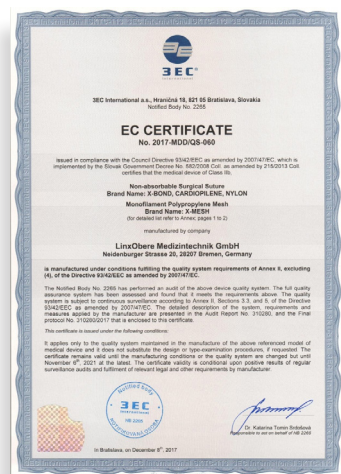 3EC
INTERNATIONAL
3EC International a.s., Hraničná 18, 821 05 Bratislava, Slovakia
Notified Body No. 2265
EC CERTIFICATE
No. 2017-MDD/QS-060
Issued in compliance with the Council Directive 93/42/EEC as amended by 2007/47/EC, which is
implemented by the Slovak Government Decree No. 582/2008 Coll. as amended by 215/2013 Coll.
certifies that the medical device of Class IIb,
Non-absorbable Surgical Suture
Brand Name: X-BOND, CARDIOPILENE, NYLON
Monofilament Polypropylene Mesh
Brand Name: X-MESH
(for detailed list refer to Annex; pages 1 to 2)
manufactured by company
LinxObere Medizintechnik GmbH
Neidenburger Strasse 20, 28207 Bremen, Germany
is manufactured under conditions fulfilling the quality system requirements of Annex II, excluding
(4), of the Directive 93/42/EEC as amended by 2007/47/EC.
The Notified Body No. 2265 has performed an audit of the above device quality system. The full quality
assurance system has been assessed and found that it meets the requirements above. The quality
system is subject to continuous surveillance according to Annex II, Sections 3.3, and 5, of the Directive
93/42/EEC as amended by 2007/47/EC. The detailed description of the system, requirements and
measures applied by the manufacturer are presented in the Audit Report No. 310280, and the Final
protocol No. 310280/2017 that is enclosed to this certificate.
This certificate is issued under the following conditions:
It applies only to the quality system maintained in the manufacture of the above referenced model of
medical device and it does not substitute the design or type-examination procedures, if requested. The
certificate remains valid until the manufacturing conditions or the quality system are changed but until
November 8th, 2021 at the latest. The certificate validity is conditional upon positive results of regular
surveillance audits and fulfilment of relevant legal and other requirements by manufacturer.
Notified Body
3EC
INTERNATIONAL
NB 2265
NOTIFIKOVANÁ OSOBA
Dr. Katarina Tomin Sršeňová
Responsible to act on behalf of NB 2265
In Bratislava, on December 8th, 2017